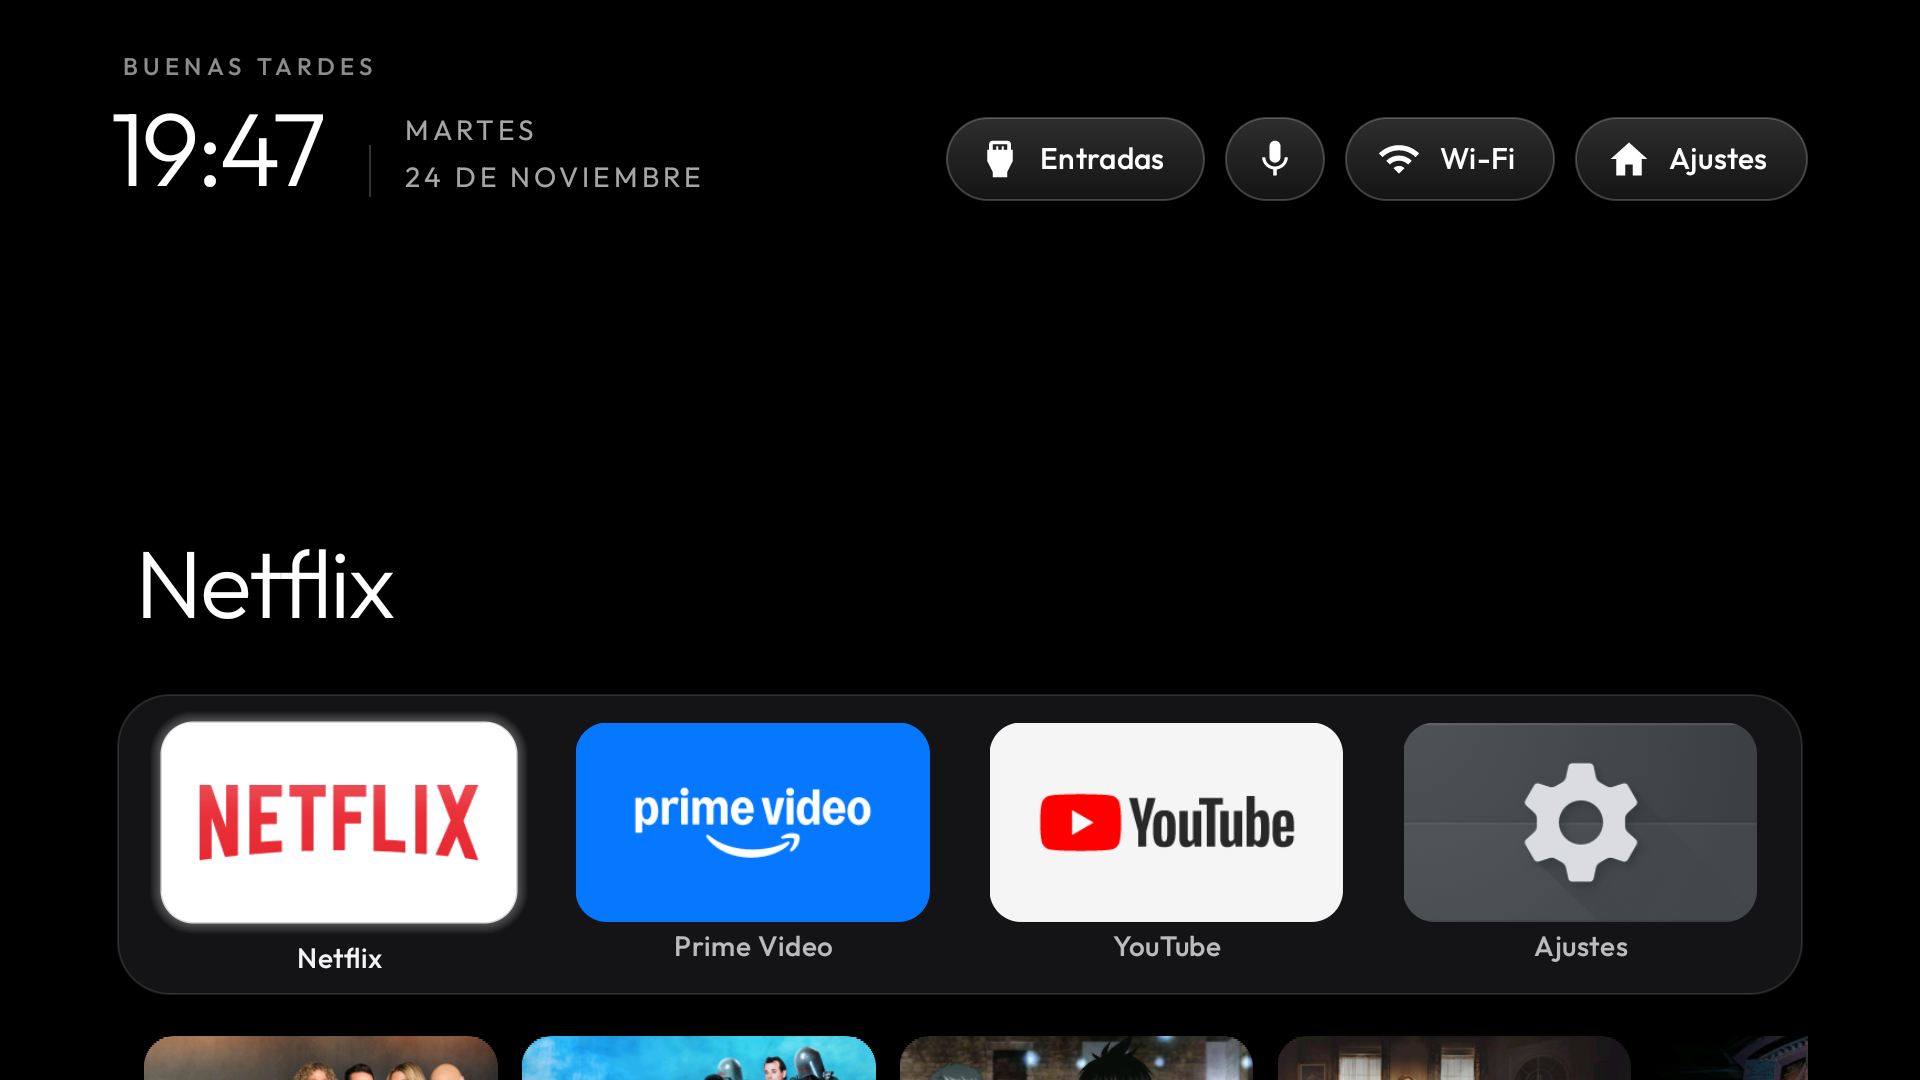 BUENAS TARDES
19:47
MARTES
24 DE NOVIEMBRE
Entradas
Wi-Fi
Ajustes
Netflix
NETFLIX
prime video
YouTube
Netflix
Prime Video
YouTube
Ajustes